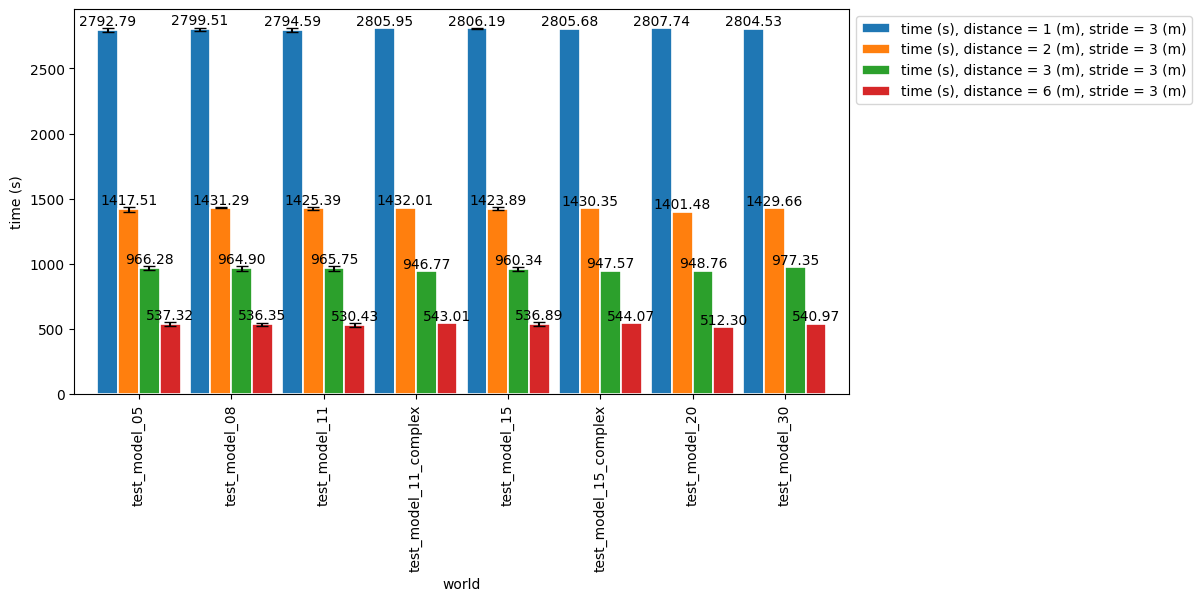 2792.79 2799.51 2794.59 2805.95 2806.19 2805.68 2807.74 2804.53
time (s), distance = 1 (m), stride = 3 (m)
time (s), distance = 2 (m), stride = 3 (m)
time (s), distance = 3 (m), stride = 3 (m)
time (s), distance = 6 (m), stride = 3 (m)
2500
2000
1500
1417.51 1431.29 1425.39 1432.01 1423.89 1430.35 1401.48 1429.66
1000
966.28 964.90 965.75 946.77 960.34 947.57 948.76 977.35
500
537.32 536.35 530.43 543.01 536.89 544.07 512.30 540.97
0
time (s)
test_model_05
test_model_08
test_model_11
test_model_11_complex
test_model_15
test_model_15_complex
test_model_20
test_model_30
world